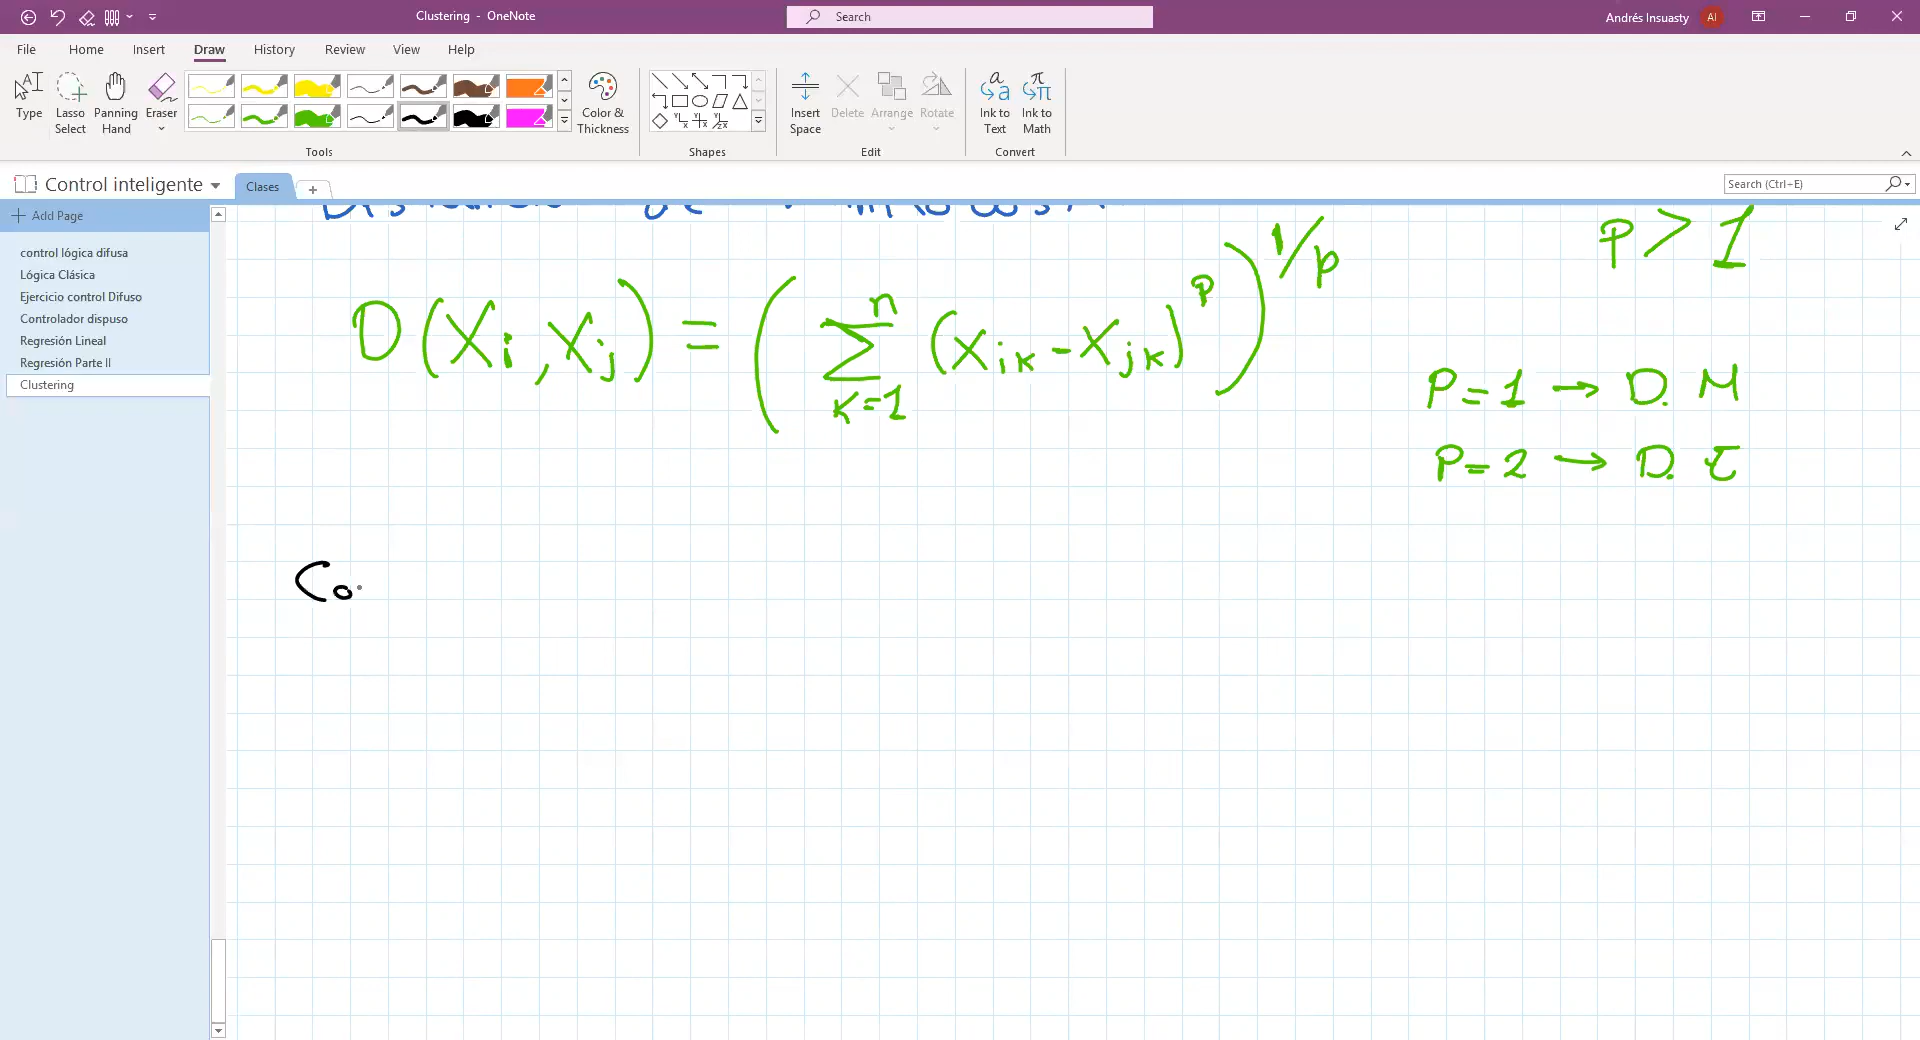 Clustering - OneNote
Search
Andrés Insuasty
AI
File Home Insert Draw History Review View Help
Type
Lasso Select
Panning Hand
Eraser
Color & Thickness
Insert Space
Delete
Arrange
Rotate
Ink to Text
Ink to Math
Tools
Shapes
Edit
Convert
Control inteligente
Clases
Search (Ctrl+E)
Add Page
control lógica difusa
Lógica Clásica
Ejercicio control Difuso
Controlador dispuso
Regresión Lineal
Regresión Parte II
Clustering
P > 1
D(Xi, Xj) = (∑ₖ₌₁ⁿ (Xik - Xjk)^p)^1/p
P=1 → D. M
P=2 → D. E
Co